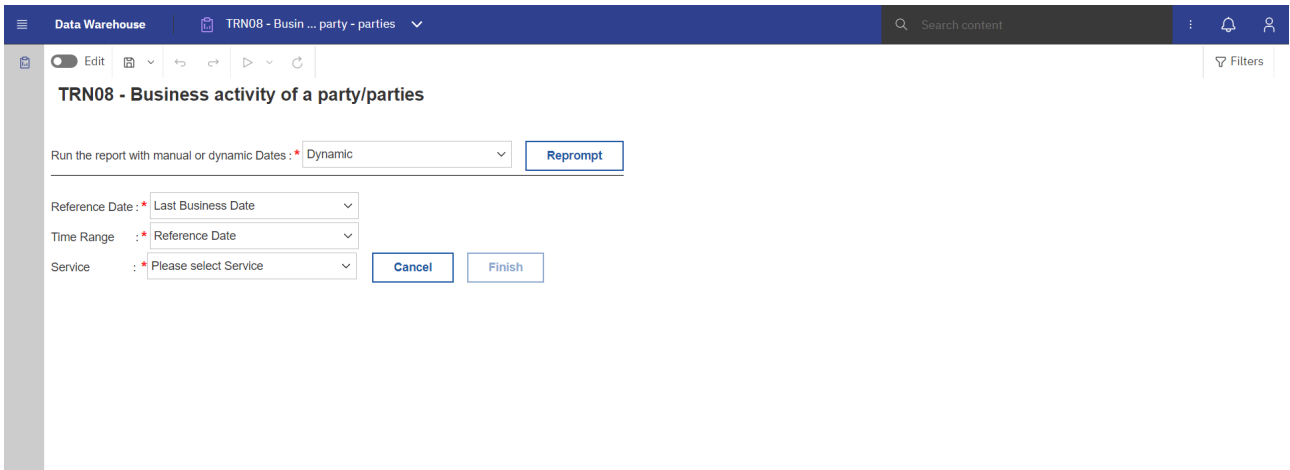 Data Warehouse TRN08 - Busin ... party - parties Search content
Edit Filters
TRN08 - Business activity of a party/parties
Run the report with manual or dynamic Dates : * Dynamic Reprompt
Reference Date : * Last Business Date
Time Range : * Reference Date
Service : * Please select Service Cancel Finish